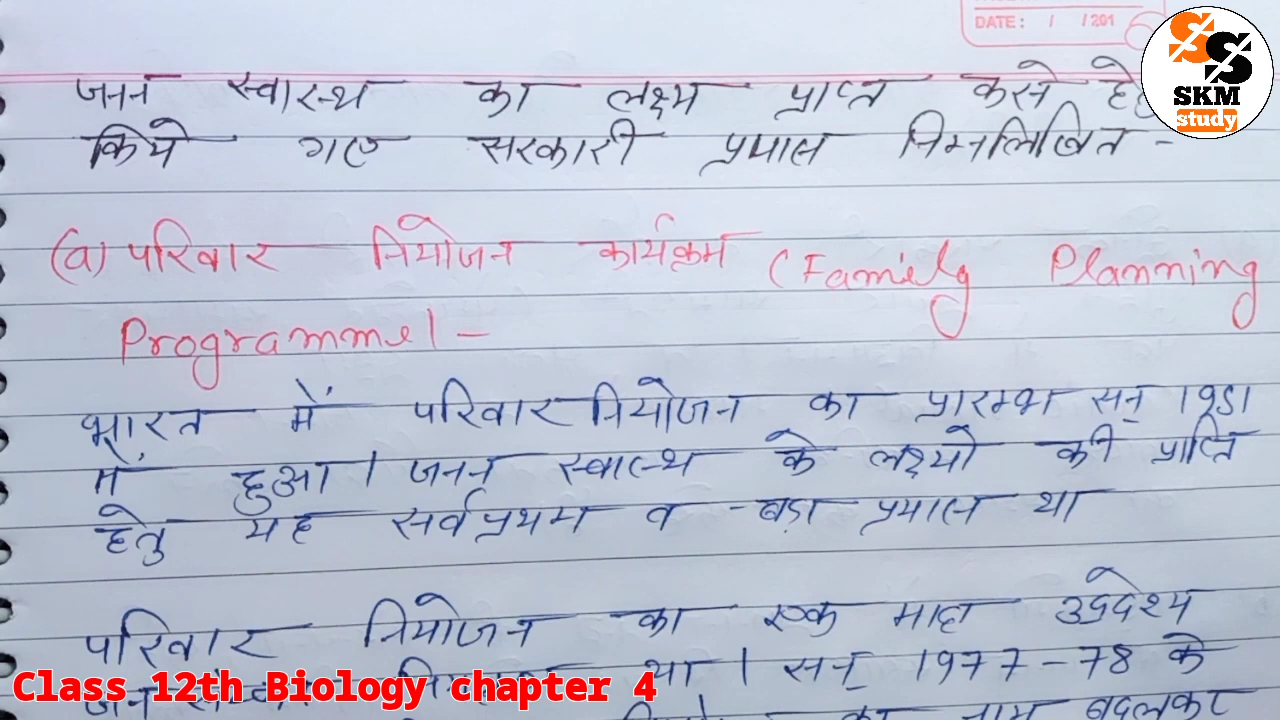 DATE: / /201
SKM
study
जनन स्वास्थ का लक्ष्य प्राप्त करने
किये गए सरकारी प्रयास निम्नलिखित -
(a) परिवार नियोजन कार्यक्रम (Family Planning
Programme) -
भारत में परिवार नियोजन का प्रारम्भ सन् 1951
में हुआ। जनन स्वास्थ के लक्ष्यो की प्राप्ति
हेतु यह सर्वप्रथम व बड़ा प्रयास था
परिवार नियोजन का एक मात्र उद्देश्य
था। सन् 1977-78 के
का नाम बदलकर
Class 12th Biology chapter 4